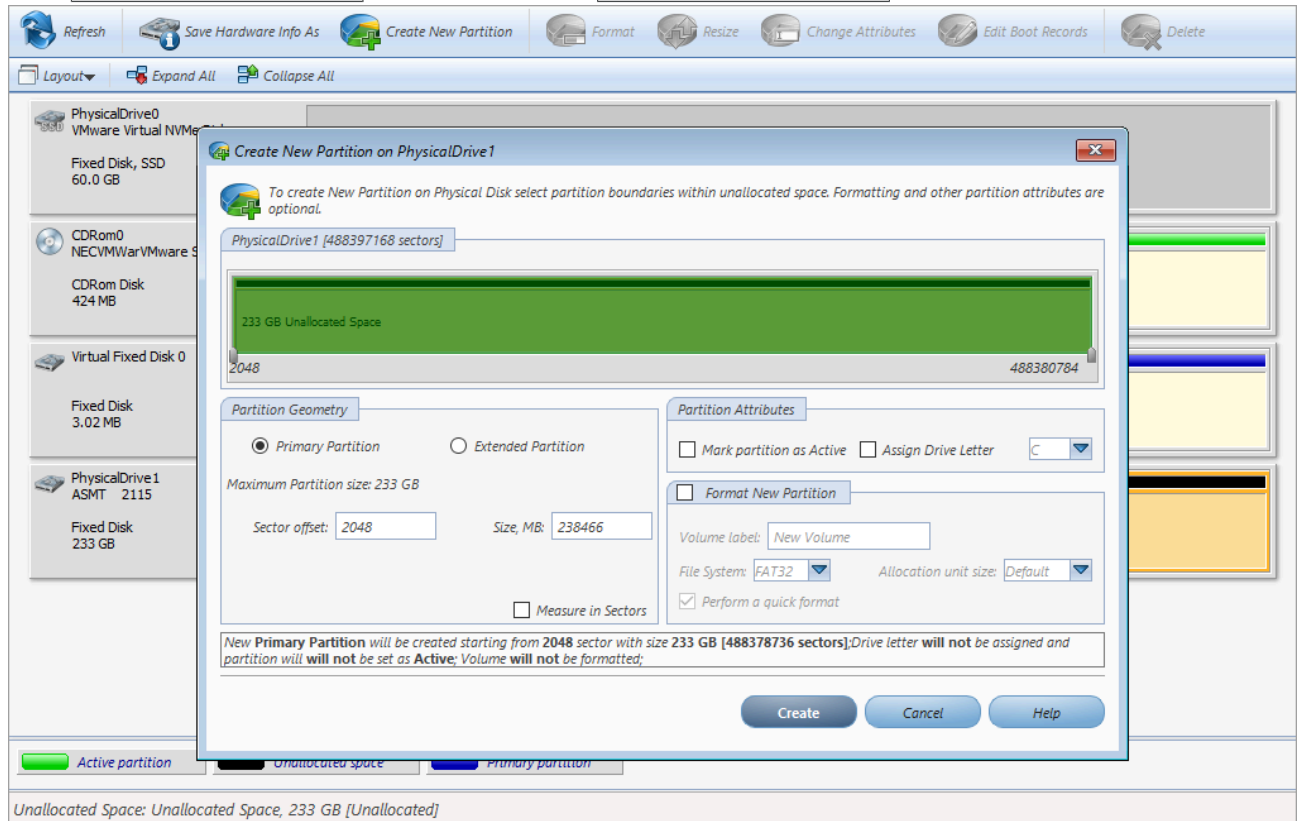 Refresh
Save Hardware Info As
Create New Partition
Format
Resize
Change Attributes
Edit Boot Records
Delete
Layout
Expand All
Collapse All
PhysicalDrive0
VMware Virtual NVMe
Fixed Disk, SSD
60.0 GB
CDRom0
NECVMWarVMware S
CDRom Disk
424 MB
Virtual Fixed Disk 0
Fixed Disk
3.02 MB
PhysicalDrive1
ASMT 2115
Fixed Disk
233 GB
Create New Partition on PhysicalDrive1
To create New Partition on Physical Disk select partition boundaries within unallocated space. Formatting and other partition attributes are
optional.
PhysicalDrive1 [488397168 sectors]
233 GB Unallocated Space
2048
488380784
Partition Geometry
Primary Partition
Extended Partition
Maximum Partition size: 233 GB
Sector offset: 2048
Size, MB: 238466
Measure in Sectors
Partition Attributes
Mark partition as Active
Assign Drive Letter
C
Format New Partition
Volume label: New Volume
File System: FAT32
Allocation unit size: Default
Perform a quick format
New Primary Partition will be created starting from 2048 sector with size 233 GB [488378736 sectors];Drive letter will not be assigned and
partition will will not be set as Active; Volume will not be formatted;
Create
Cancel
Help
Active partition
Unallocated space
Primary partition
Unallocated Space: Unallocated Space, 233 GB [Unallocated]